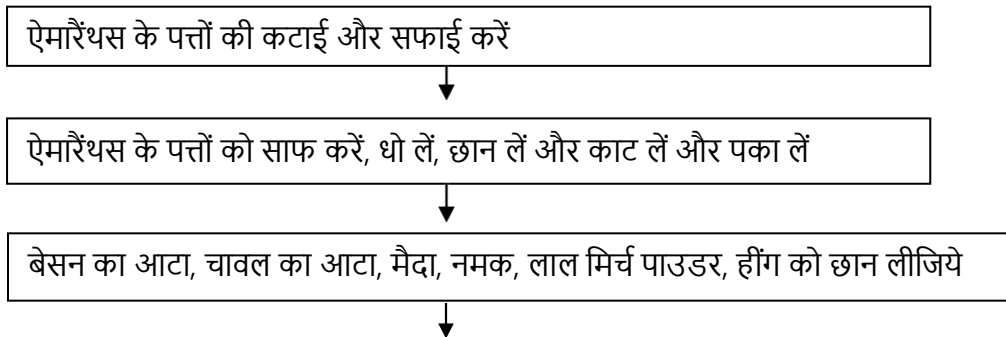 ऐमारैंथस के पत्तों की कटाई और सफाई करें
ऐमारैंथस के पत्तों को साफ करें, धो लें, छान लें और काट लें और पका लें
बेसन का आटा, चावल का आटा, मैदा, नमक, लाल मिर्च पाउडर, हींग को छान लीजिये